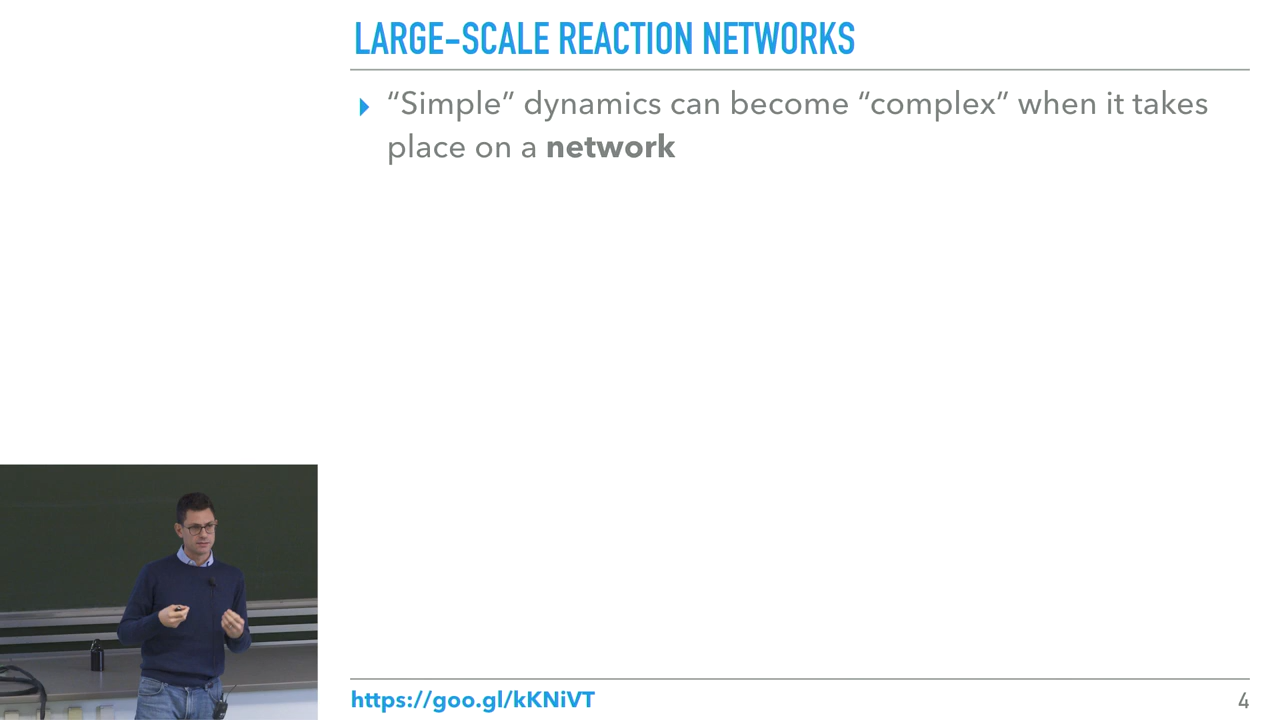 LARGE-SCALE REACTION NETWORKS
“Simple” dynamics can become “complex” when it takes
place on a network
https://goo.gl/kKNiVT
4